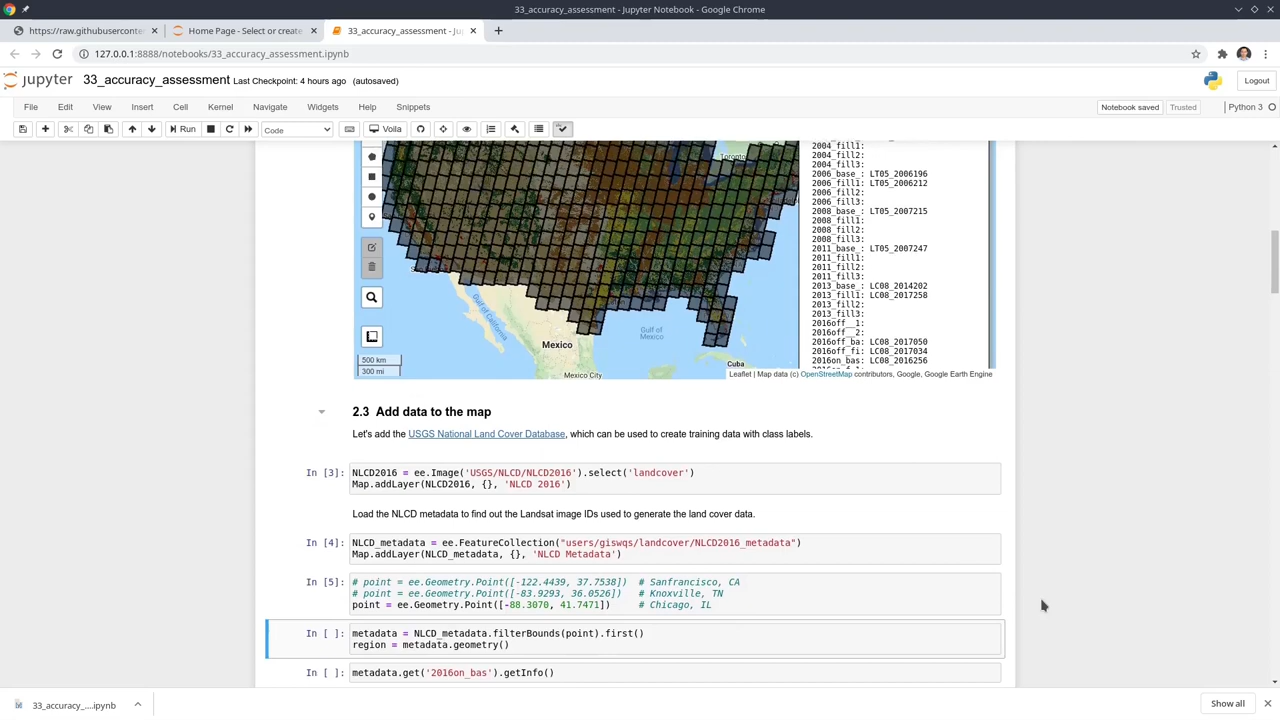 33_accuracy_assessment - Jupyter Notebook - Google Chrome
https://raw.githubuserconte
Home Page - Select or create
33_accuracy_assessment - Ju
127.0.0.1:8888/notebooks/33_accuracy_assessment.ipynb
jupyter 33_accuracy_assessment Last Checkpoint: 4 hours ago (autosaved)
Logout
File Edit View Insert Cell Kernel Navigate Widgets Help Snippets
Notebook saved Trusted Python 3
Run Code Voila
Toronto
2004_fill1:
2004_fill2:
2004_fill3:
2006_base_: LT05_2006196
2006_fill1: LT05_2006212
2006_fill2:
2006_fill3:
2008_base_: LT05_2007215
2008_fill1:
2008_fill2:
2008_fill3:
2011_base_: LT05_2007247
2011_fill1:
2011_fill2:
2011_fill3:
2013_base_: LC08_2014202
2013_fill1: LC08_2017258
2013_fill2:
2013_fill3:
2016off__1:
2016off__2:
2016off_ba: LC08_2017050
2016off_fi: LC08_2017034
2016on_bas: LC08_2016256
Gulf of California
Gulf of
Mexico
Mexico
Cuba
Mexico City
500 km
300 mi
Leaflet | Map data (c) OpenStreetMap contributors, Google, Google Earth Engine
2.3 Add data to the map
Let's add the USGS National Land Cover Database, which can be used to create training data with class labels.
In [3]: NLCD2016 = ee.Image('USGS/NLCD/NLCD2016').select('landcover')
Map.addLayer(NLCD2016, {}, 'NLCD 2016')
Load the NLCD metadata to find out the Landsat image IDs used to generate the land cover data.
In [4]: NLCD_metadata = ee.FeatureCollection("users/giswqs/landcover/NLCD2016_metadata")
Map.addLayer(NLCD_metadata, {}, 'NLCD Metadata')
In [5]: # point = ee.Geometry.Point([-122.4439, 37.7538]) # Sanfrancisco, CA
# point = ee.Geometry.Point([-83.9293, 36.0526]) # Knoxville, TN
point = ee.Geometry.Point([-88.3070, 41.7471]) # Chicago, IL
In [ ]: metadata = NLCD_metadata.filterBounds(point).first()
region = metadata.geometry()
In [ ]: metadata.get('2016on_bas').getInfo()
33_accuracy_....ipynb
Show all